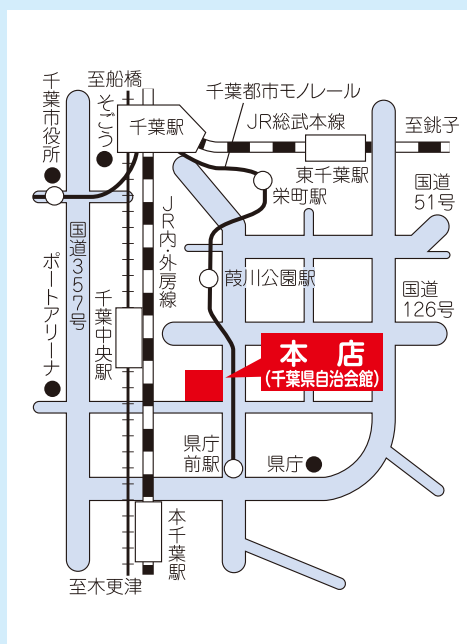 至船橋
千葉市役所
そごう
千葉駅
千葉都市モノレール
JR総武本線
至銚子
東千葉駅
栄町駅
国道
51号
JR内・外房線
国道357号
ポートアリーナ
千葉中央駅
葭川公園駅
国道
126号
本店
(千葉県自治会館)
県庁
前駅
県庁
本千葉駅
至木更津